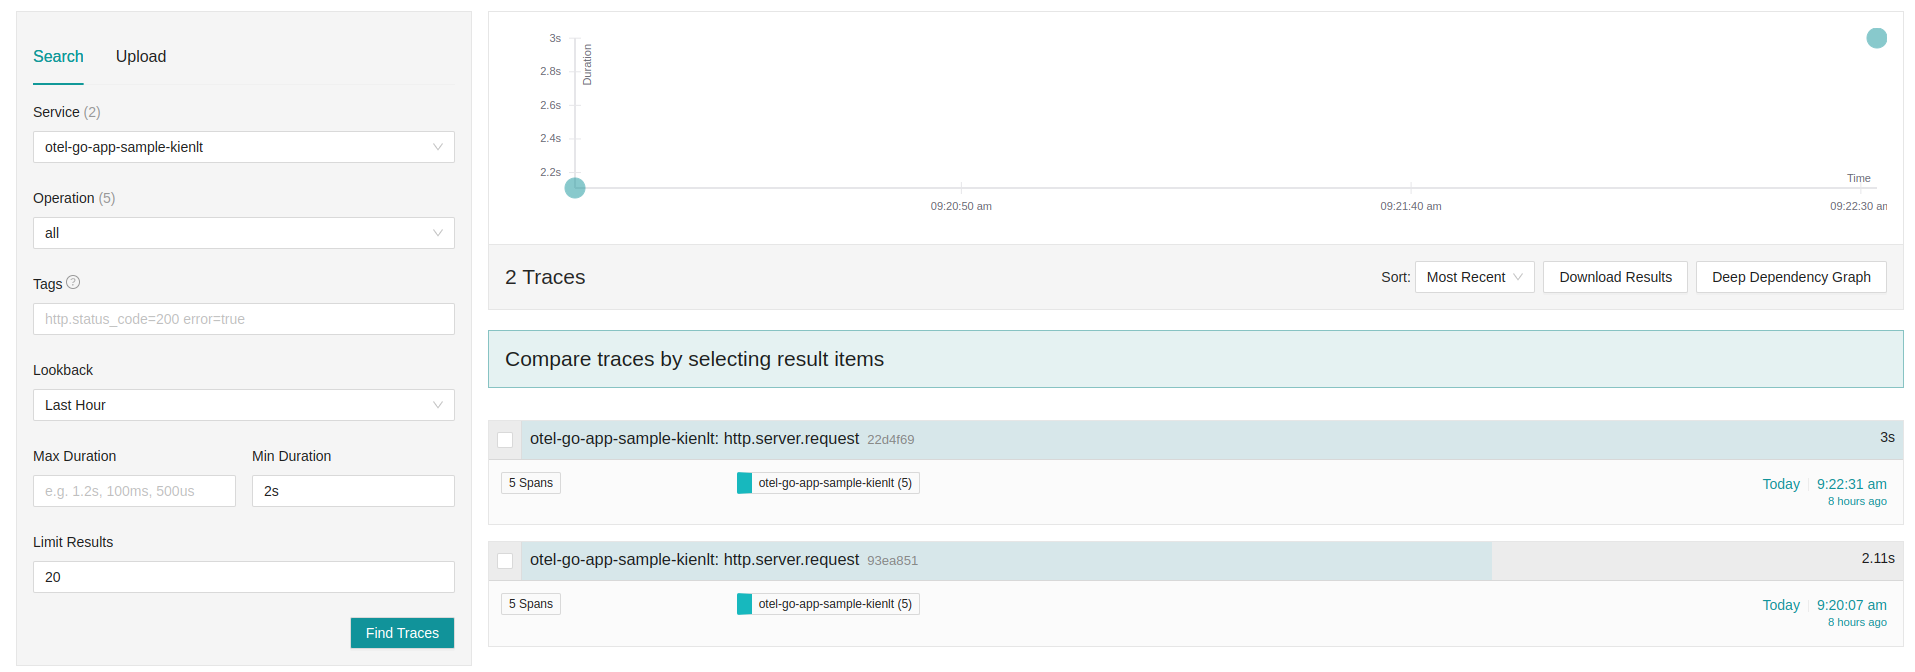 Search Upload
Service (2)
otel-go-app-sample-kienlt
Operation (5)
all
Tags ?
http.status_code=200 error=true
Lookback
Last Hour
Max Duration Min Duration
e.g. 1.2s, 100ms, 500us 2s
Limit Results
20
Find Traces
3s
2.8s
2.6s
2.4s
2.2s
Duration
Time
09:20:50 am 09:21:40 am 09:22:30 am
2 Traces Sort: Most Recent Download Results Deep Dependency Graph
Compare traces by selecting result items
otel-go-app-sample-kienlt: http.server.request 22d4f69 3s
5 Spans otel-go-app-sample-kienlt (5) Today 9:22:31 am
8 hours ago
otel-go-app-sample-kienlt: http.server.request 93ea851 2.11s
5 Spans otel-go-app-sample-kienlt (5) Today 9:20:07 am
8 hours ago